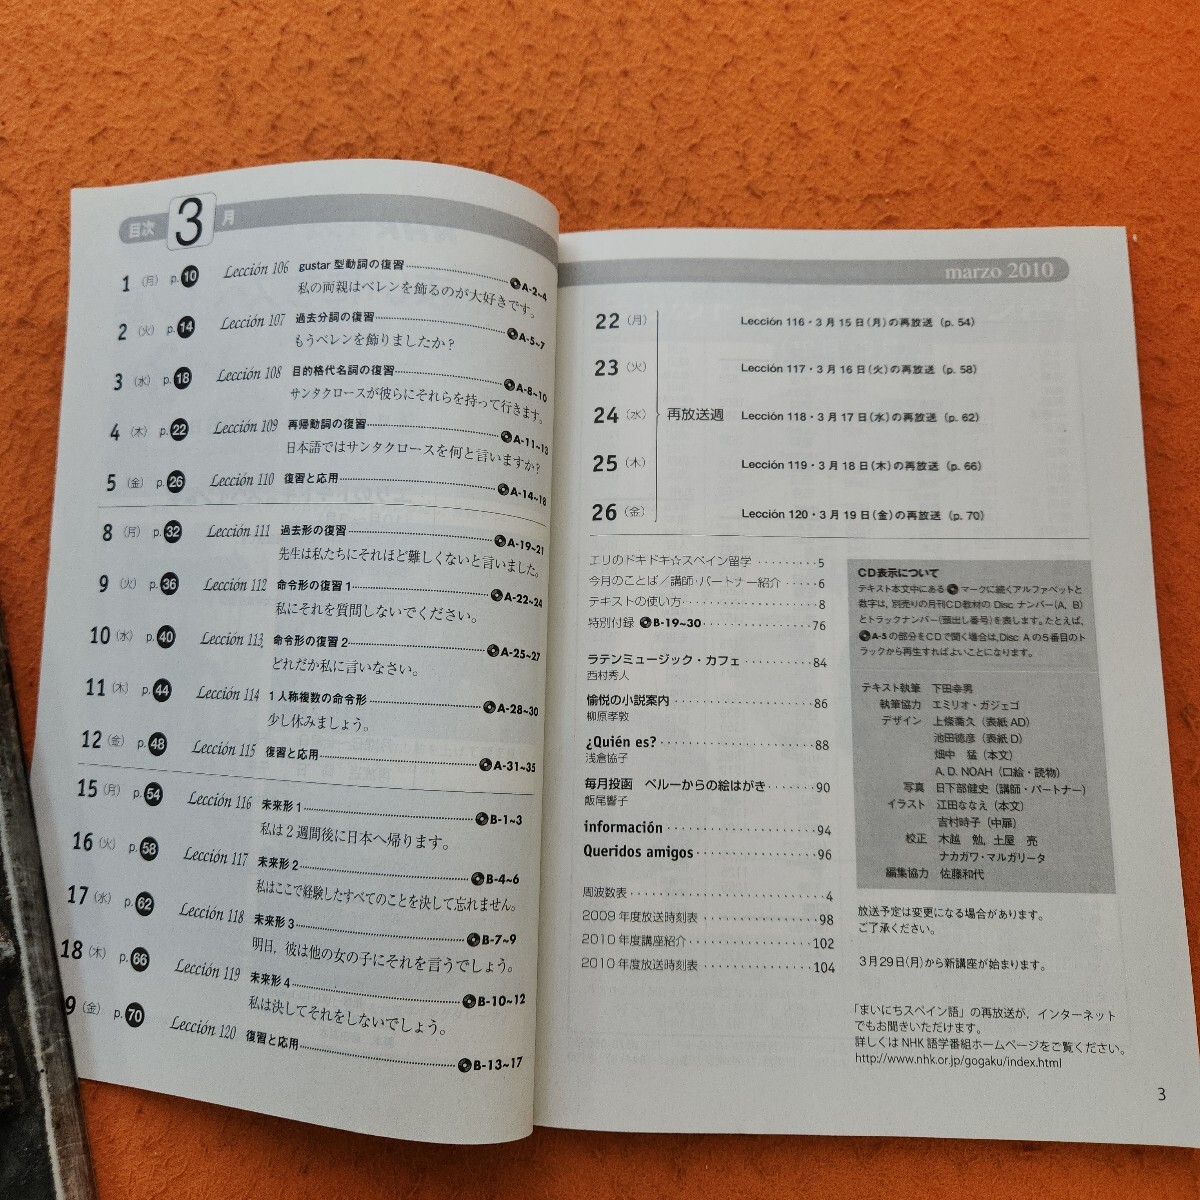 目次 3月
1（月） p.10 Lección 106 gustar 型動詞の復習 A-2~4
私の両親はベレンを飾るのが大好きです。
2（火） p.14 Lección 107 過去分詞の復習 A-5~7
もうベレンを飾りましたか？
3（水） p.18 Lección 108 目的格代名詞の復習 A-8~10
サンタクロースが彼らにそれらを持って行きます。
4（木） p.22 Lección 109 再帰動詞の復習 A-11~13
日本語ではサンタクロースを何と言いますか？
5（金） p.26 Lección 110 復習と応用 A-14~18
8（月） p.32 Lección 111 過去形の復習 A-19~21
先生は私たちにそれほど難しくないと言いました。
9（火） p.36 Lección 112 命令形の復習 1 A-22~24
私にそれを質問しないでください。
10（水） p.40 Lección 113 命令形の復習 2 A-25~27
どれだか私に言いなさい。
11（木） p.44 Lección 114 1人称複数の命令形 A-28~30
少し休みましょう。
12（金） p.48 Lección 115 復習と応用 A-31~35
15（月） p.54 Lección 116 未来形 1 B-1~3
私は2週間後に日本へ帰ります。
16（火） p.58 Lección 117 未来形 2 B-4~6
私はここで経験したすべてのことを決して忘れません。
17（水） p.62 Lección 118 未来形 3 B-7~9
明日，彼は他の女の子にそれを言うでしょう。
18（木） p.66 Lección 119 未来形 4 B-10~12
私は決してそれをしないでしょう。
9（金） p.70 Lección 120 復習と応用 B-13~17
marzo 2010
22（月） Lección 116・3月15日（月）の再放送（p. 54）
23（火） Lección 117・3月16日（火）の再放送（p. 58）
24（水） 再放送週 Lección 118・3月17日（水）の再放送（p. 62）
25（木） Lección 119・3月18日（木）の再放送（p. 66）
26（金） Lección 120・3月19日（金）の再放送（p. 70）
エリのドキドキ☆スペイン留学 ········· 5
今月のことば／講師・パートナー紹介 ···· 6
テキストの使い方 ················ 8
特別付録 B-19~30 ·············· 76
ラテンミュージック・カフェ ········· 84
西村秀人
愉悦の小説案内 ················ 86
柳原孝敦
¿Quién es? ················ 88
浅倉協子
毎月投函 ペルーからの絵はがき ······ 90
飯尾響子
información ················ 94
Queridos amigos ············· 96
周波数表 ···················· 4
2009年度放送時刻表 ············ 98
2010年度講座紹介 ············· 102
2010年度放送時刻表 ············ 104
CD表示について
テキスト本文中にあるマークに続くアルファベットと
数字は、別売りの月刊CD教材の Disc ナンバー（A, B）
とトラックナンバー（頭出し番号）を表します。たとえば、
A-5 の部分をCDで聞く場合は、Disc Aの5番目のト
ラックから再生すればよいことになります。
テキスト執筆 下田幸男
執筆協力 エミリオ・ガジェゴ
デザイン 上條喬久（表紙AD）
池田徳彦（表紙D）
畑中 猛（本文）
A. D. NOAH（口絵・読物）
写真 日下部健史（講師・パートナー）
イラスト 江田ななえ（本文）
吉村時子（中扉）
校正 木越 勉，土屋 亮
ナカガワ・マルガリータ
編集協力 佐藤和代
放送予定は変更になる場合があります。
ご了承ください。
3月29日（月）から新講座が始まります。
「まいにちスペイン語」の再放送が，インターネット
でもお聞きいただけます。
詳しくは NHK 語学番組ホームページをご覧ください。
http://www.nhk.or.jp/gogaku/index.html
3